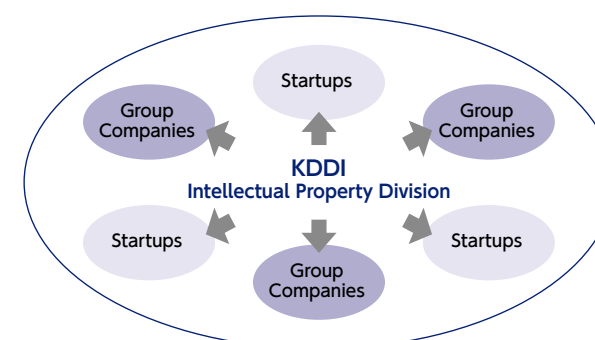 Startups
Group
Companies
Group
Companies
KDDI
Intellectual Property Division
Startups
Startups
Group
Companies